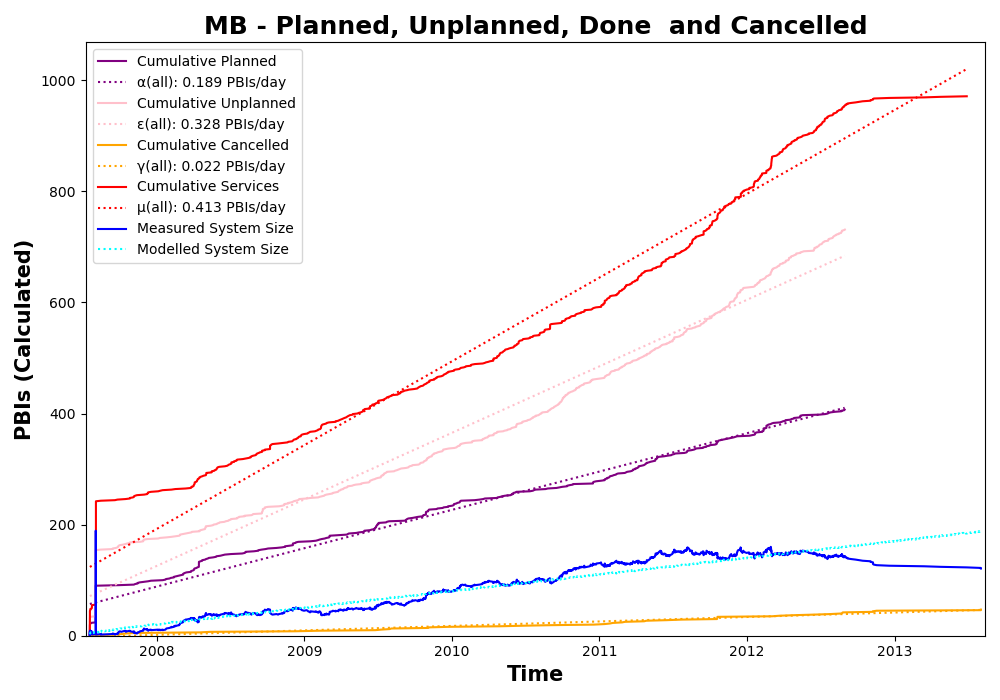 MB - Planned, Unplanned, Done  and Cancelled
Cumulative Planned
α(all): 0.189 PBIs/day
Cumulative Unplanned
ε(all): 0.328 PBIs/day
Cumulative Cancelled
γ(all): 0.022 PBIs/day
Cumulative Services
μ(all): 0.413 PBIs/day
Measured System Size
Modelled System Size
PBIs (Calculated)
1000
800
600
400
200
0
2008 2009 2010 2011 2012 2013
Time